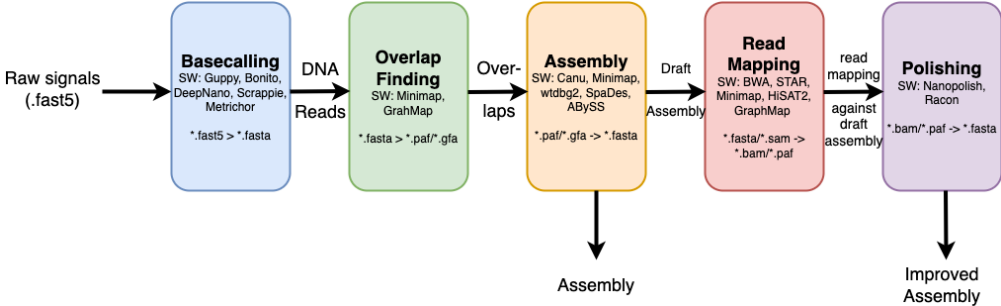 Raw signals
(.fast5)
Basecalling
SW: Guppy, Bonito,
DeepNano, Scrappie,
Metrichor
*.fast5 > *.fasta
DNA
Reads
Overlap
Finding
SW: Minimap,
GrahMap
*.fasta > *.paf/*.gfa
Over-
laps
Assembly
SW: Canu, Minimap,
wtdbg2, SpaDes,
ABySS
*.paf/*.gfa -> *.fasta
Draft
Assembly
Read
Mapping
SW: BWA, STAR,
Minimap, HiSAT2,
GraphMap
*.fasta/*.sam ->
*.bam/*.paf
read
mapping
against
draft
assembly
Polishing
SW: Nanopolish,
Racon
*.bam/*.paf -> *.fasta
Assembly
Improved
Assembly